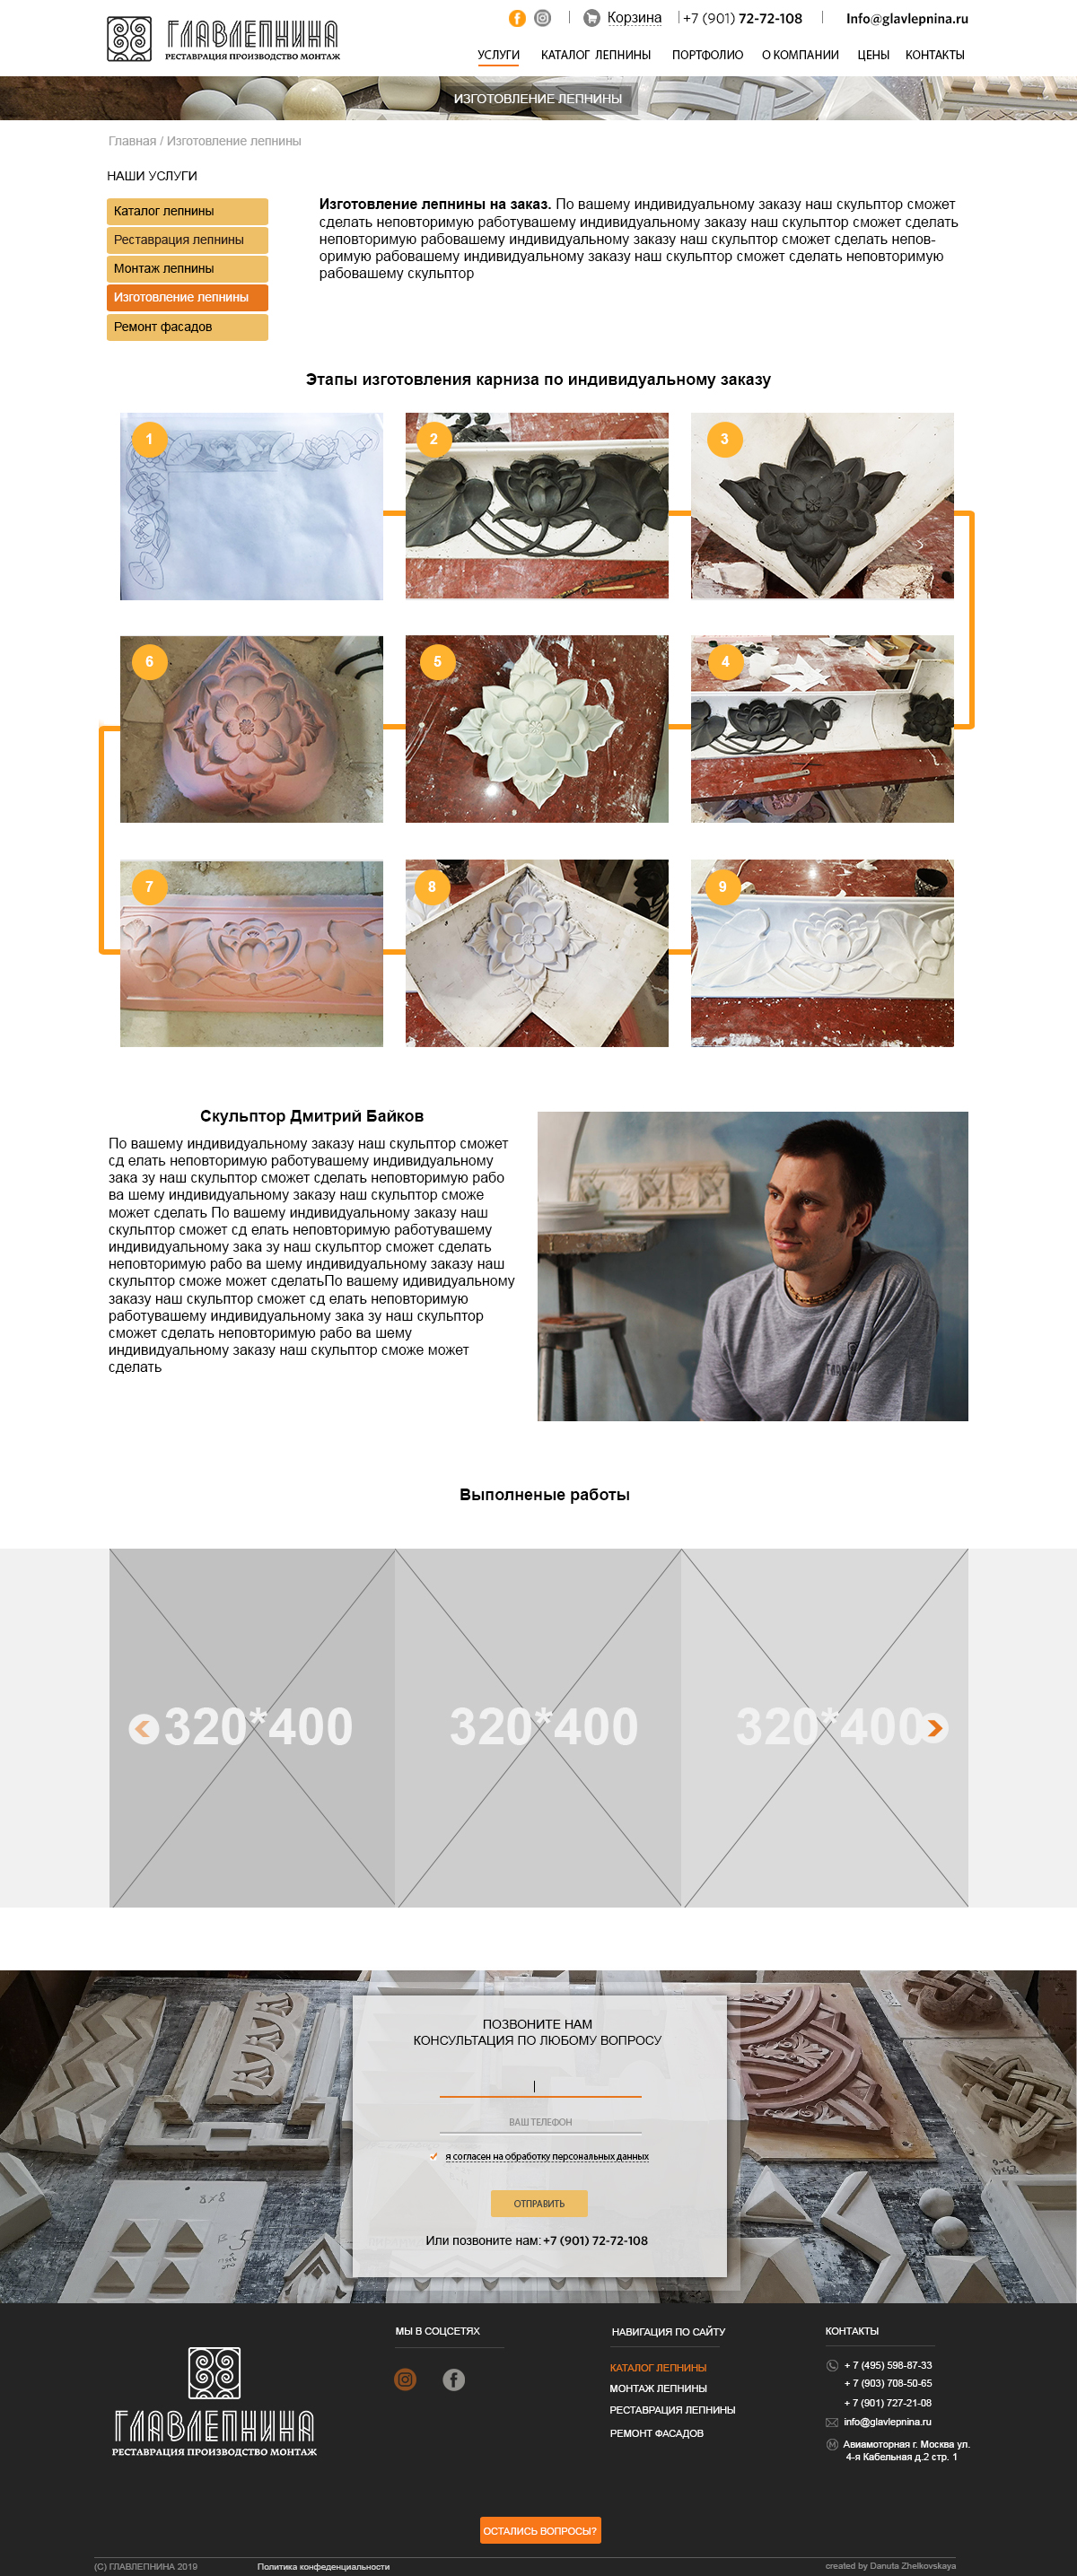 ГЛАВЛЕПНИНА
РЕСТАВРАЦИЯ ПРОИЗВОДСТВО МОНТАЖ
Корзина
+7 (901) 72-72-108
Info@glavlepnina.ru
УСЛУГИ КАТАЛОГ ЛЕПНИНЫ ПОРТФОЛИО О КОМПАНИИ ЦЕНЫ КОНТАКТЫ
ИЗГОТОВЛЕНИЕ ЛЕПНИНЫ
Главная / Изготовление лепнины
НАШИ УСЛУГИ
Каталог лепнины
Реставрация лепнины
Монтаж лепнины
Изготовление лепнины
Ремонт фасадов
Изготовление лепнины на заказ. По вашему индивидуальному заказу наш скульптор сможет
сделать неповторимую работувашему индивидуальному заказу наш скульптор сможет сделать
неповторимую рабовашему индивидуальному заказу наш скульптор сможет сделать непов-
оримую рабовашему индивидуальному заказу наш скульптор сможет сделать неповторимую
рабовашему скульптор
Этапы изготовления карниза по индивидуальному заказу
1
2
3
6
5
4
7
8
9
Скульптор Дмитрий Байков
По вашему индивидуальному заказу наш скульптор сможет
сд елать неповторимую работувашему индивидуальному
зака зу наш скульптор сможет сделать неповторимую рабо
ва шему индивидуальному заказу наш скульптор сможе
может сделать По вашему индивидуальному заказу наш
скульптор сможет сд елать неповторимую работувашему
индивидуальному зака зу наш скульптор сможет сделать
неповторимую рабо ва шему индивидуальному заказу наш
скульптор сможе может сделатьПо вашему идивидуальному
заказу наш скульптор сможет сд елать неповторимую
работувашему индивидуальному зака зу наш скульптор
сможет сделать неповторимую рабо ва шему
индивидуальному заказу наш скульптор сможе может
сделать
Выполненые работы
320*400
320*400
320*400
ПОЗВОНИТЕ НАМ
КОНСУЛЬТАЦИЯ ПО ЛЮБОМУ ВОПРОСУ
ВАШ ТЕЛЕФОН
я согласен на обработку персональных данных
ОТПРАВИТЬ
Или позвоните нам:+7 (901) 72-72-108
8×8
ГЛАВЛЕПНИНА
РЕСТАВРАЦИЯ ПРОИЗВОДСТВО МОНТАЖ
МЫ В СОЦСЕТЯХ
НАВИГАЦИЯ ПО САЙТУ
КАТАЛОГ ЛЕПНИНЫ
МОНТАЖ ЛЕПНИНЫ
РЕСТАВРАЦИЯ ЛЕПНИНЫ
РЕМОНТ ФАСАДОВ
КОНТАКТЫ
+ 7 (495) 598-87-33
+ 7 (903) 708-50-65
+ 7 (901) 727-21-08
info@glavlepnina.ru
Авиамоторная г. Москва ул.
4-я Кабельная д.2 стр. 1
ОСТАЛИСЬ ВОПРОСЫ?
(С) ГЛАВЛЕПНИНА 2019
Политика конфеденциальности
created by Danuta Zhelkovskaya